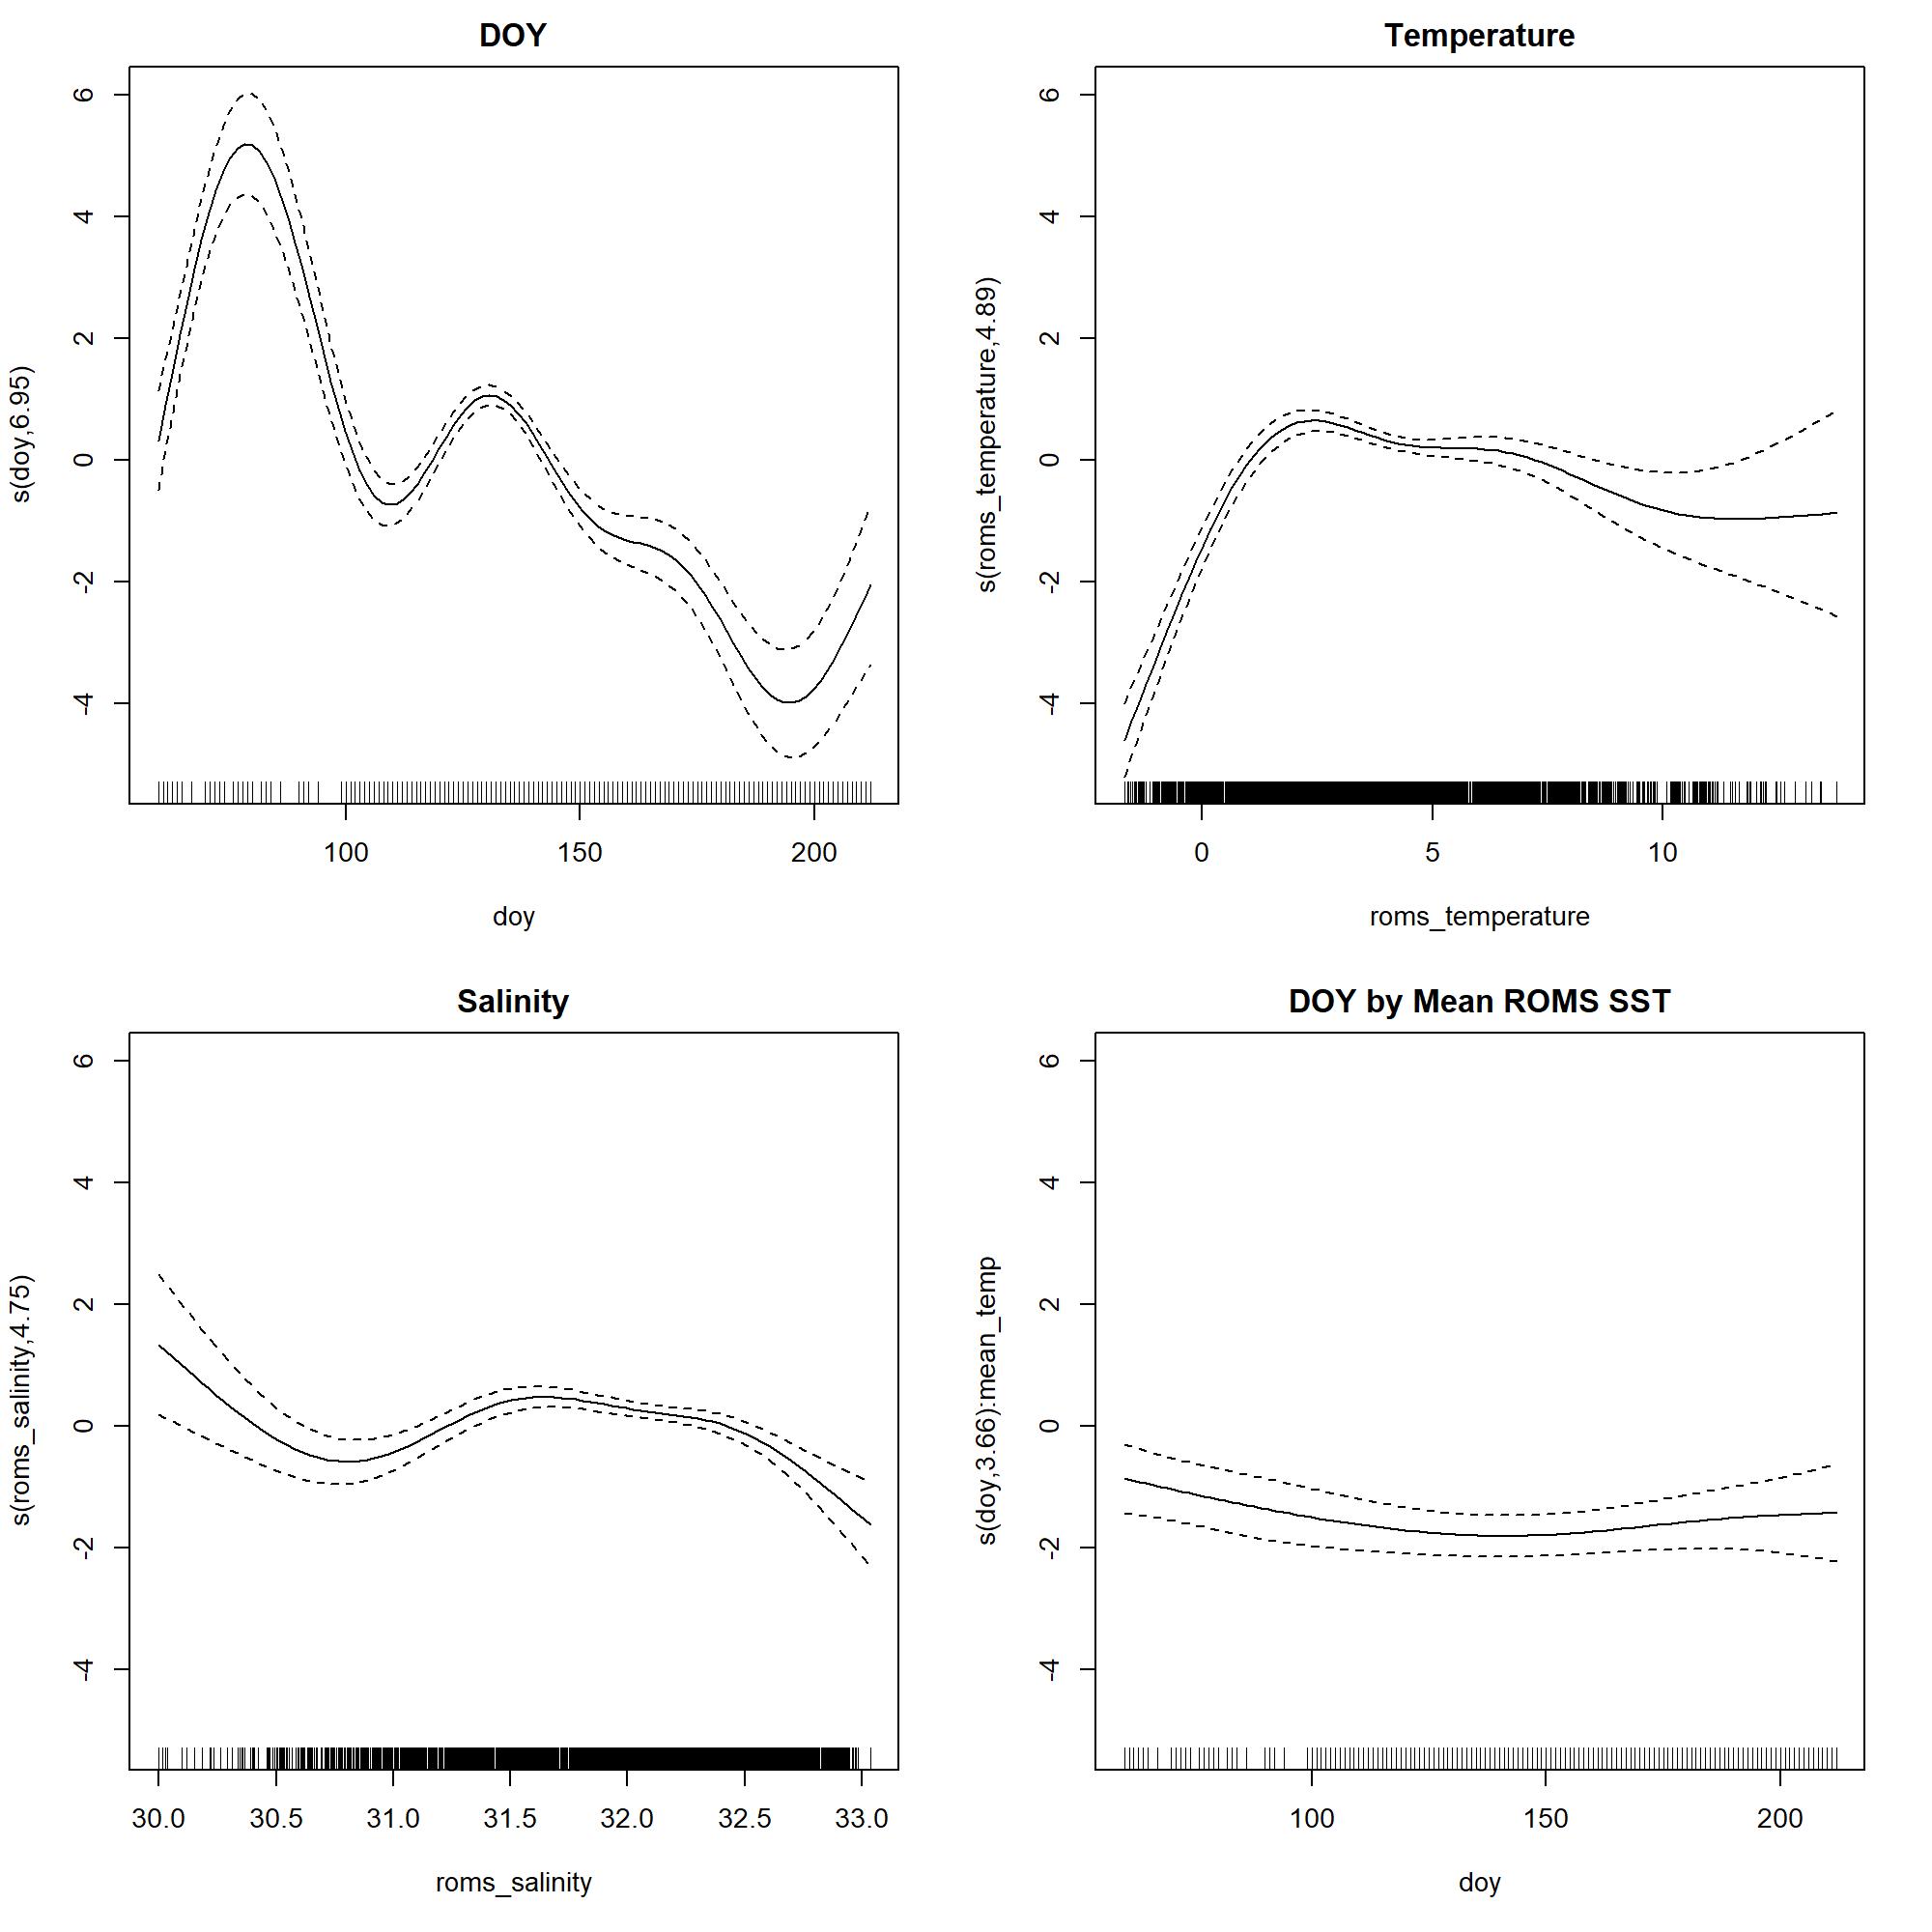 DOY
s(doy,6.95)
6
4
2
0
-2
-4
100 150 200
doy
Temperature
s(roms_temperature,4.89)
6
4
2
0
-2
-4
0 5 10
roms_temperature
Salinity
s(roms_salinity,4.75)
6
4
2
0
-2
-4
30.0 30.5 31.0 31.5 32.0 32.5 33.0
roms_salinity
DOY by Mean ROMS SST
s(doy,3.66):mean_temp
6
4
2
0
-2
-4
100 150 200
doy